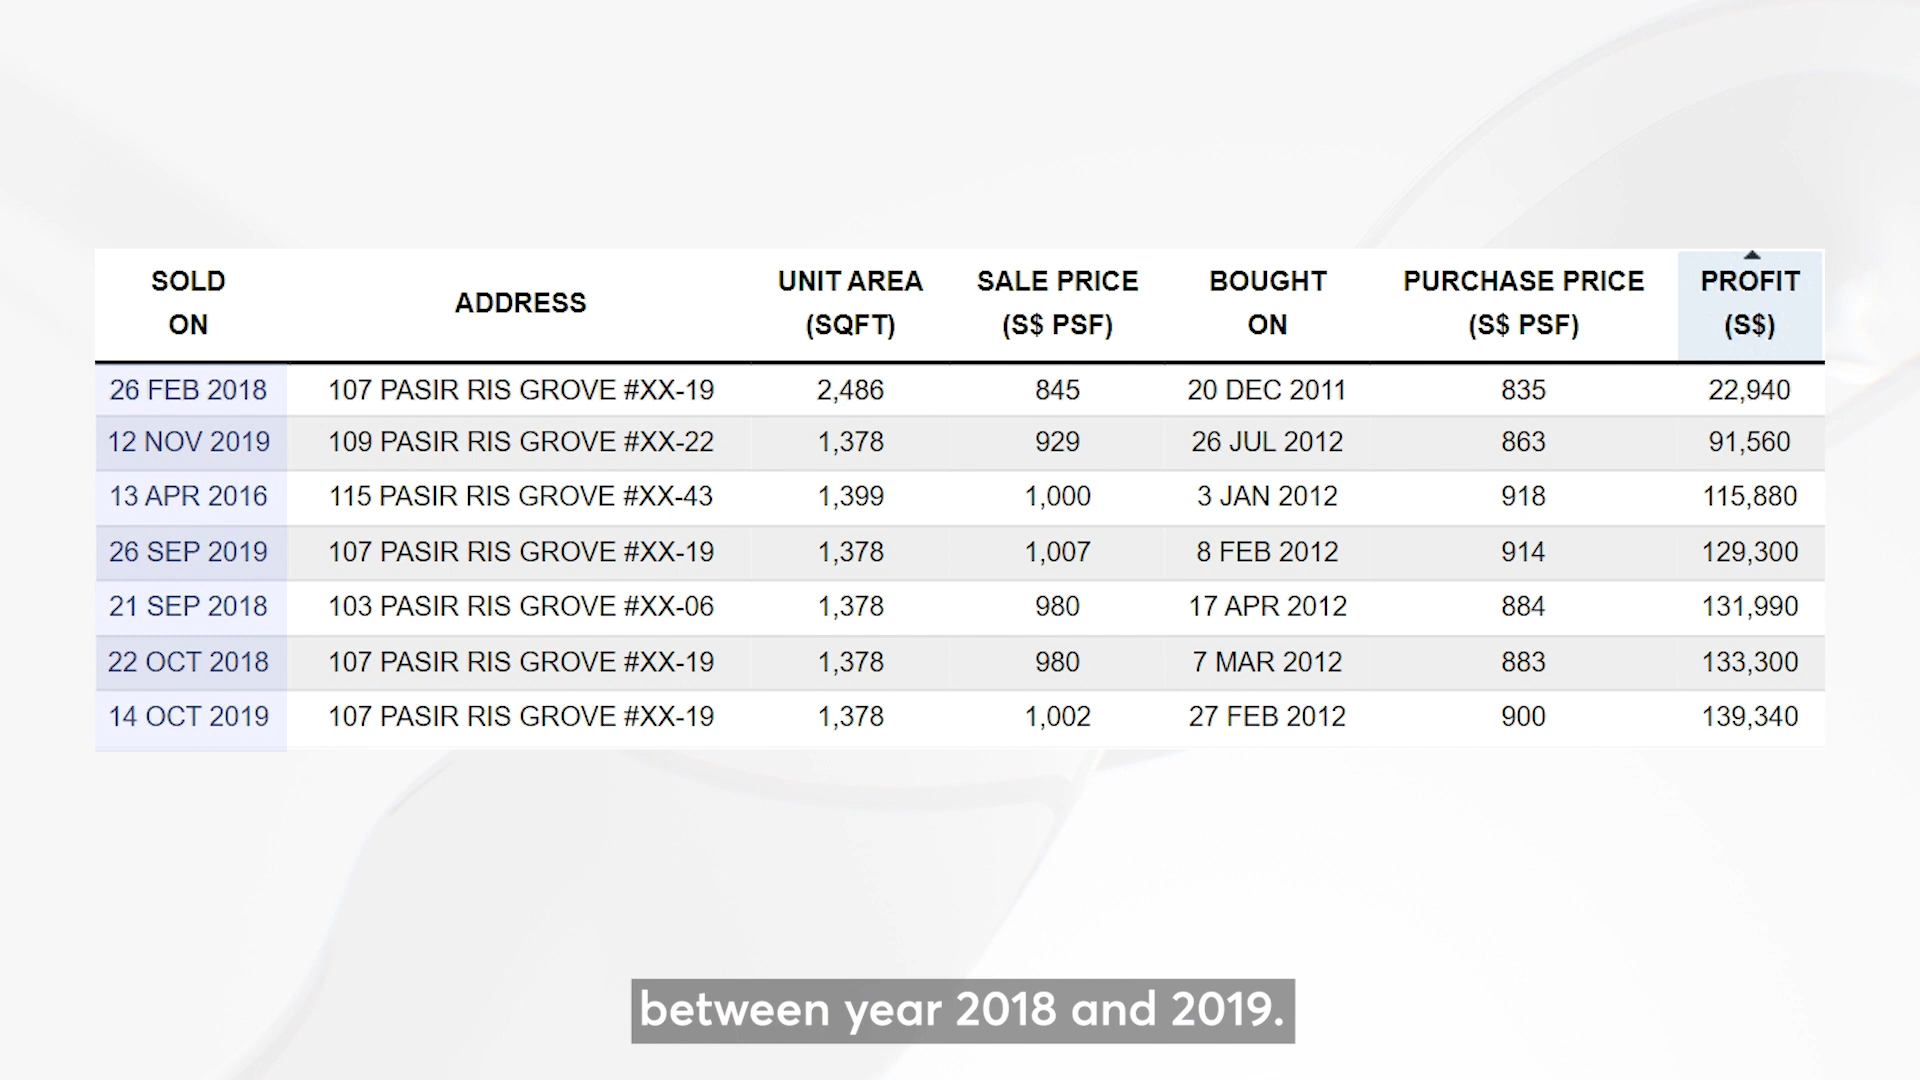 SOLD ON ADDRESS UNIT AREA (SQFT) SALE PRICE (S$ PSF) BOUGHT ON PURCHASE PRICE (S$ PSF) PROFIT (S$)
26 FEB 2018 107 PASIR RIS GROVE #XX-19 2,486 845 20 DEC 2011 835 22,940
12 NOV 2019 109 PASIR RIS GROVE #XX-22 1,378 929 26 JUL 2012 863 91,560
13 APR 2016 115 PASIR RIS GROVE #XX-43 1,399 1,000 3 JAN 2012 918 115,880
26 SEP 2019 107 PASIR RIS GROVE #XX-19 1,378 1,007 8 FEB 2012 914 129,300
21 SEP 2018 103 PASIR RIS GROVE #XX-06 1,378 980 17 APR 2012 884 131,990
22 OCT 2018 107 PASIR RIS GROVE #XX-19 1,378 980 7 MAR 2012 883 133,300
14 OCT 2019 107 PASIR RIS GROVE #XX-19 1,378 1,002 27 FEB 2012 900 139,340
between year 2018 and 2019.